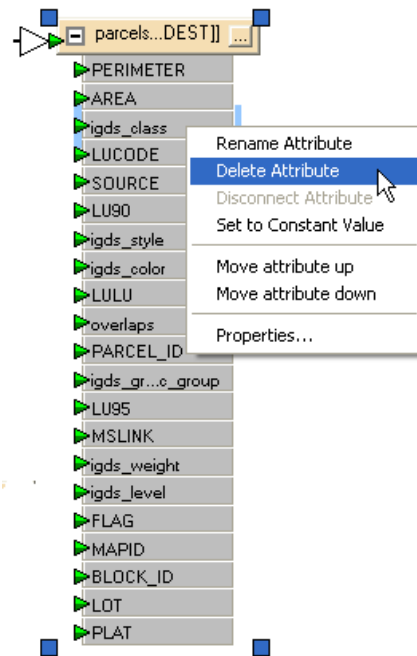 parcels...DEST]] ...
PERIMETER
AREA
igds_class
LUCODE
SOURCE
LU90
igds_style
igds_color
LULU
overlaps
PARCEL_ID
igds_gr...c_group
LU95
MSLINK
igds_weight
igds_level
FLAG
MAPID
BLOCK_ID
LOT
PLAT
Rename Attribute
Delete Attribute
Disconnect Attribute
Set to Constant Value
Move attribute up
Move attribute down
Properties...